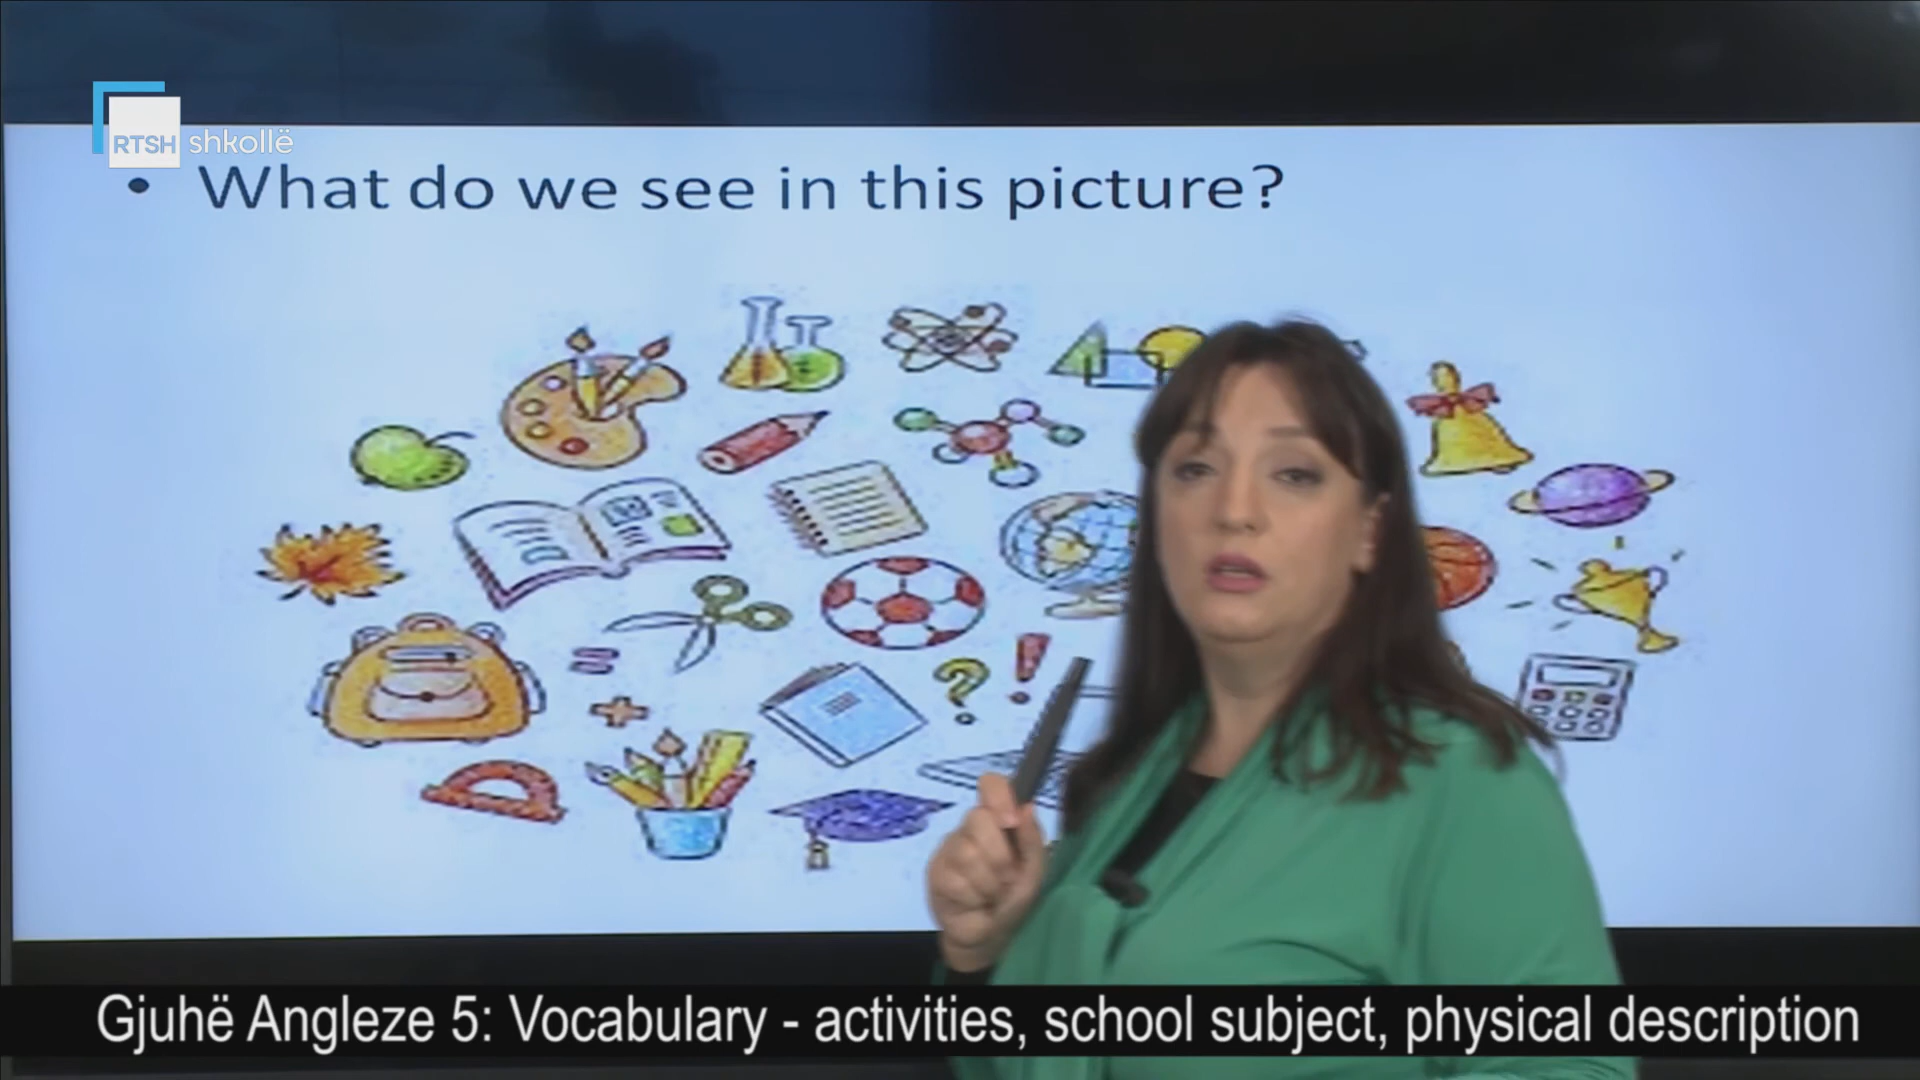 RTSH shkollë
• What do we see in this picture?
Gjuhë Angleze 5: Vocabulary - activities, school subject, physical description